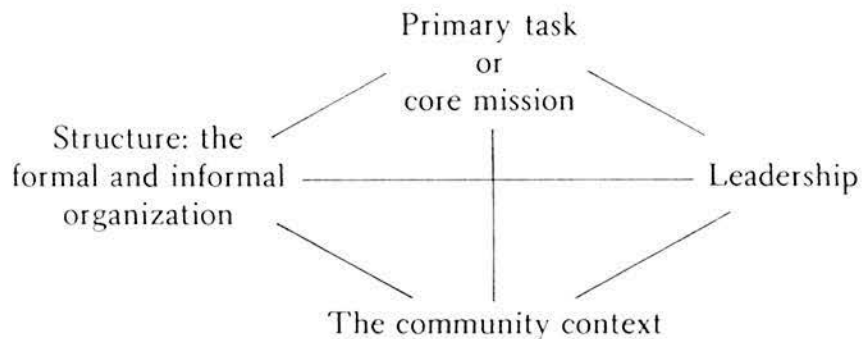 Primary task
or
core mission
Structure: the
formal and informal
organization
Leadership
The community context